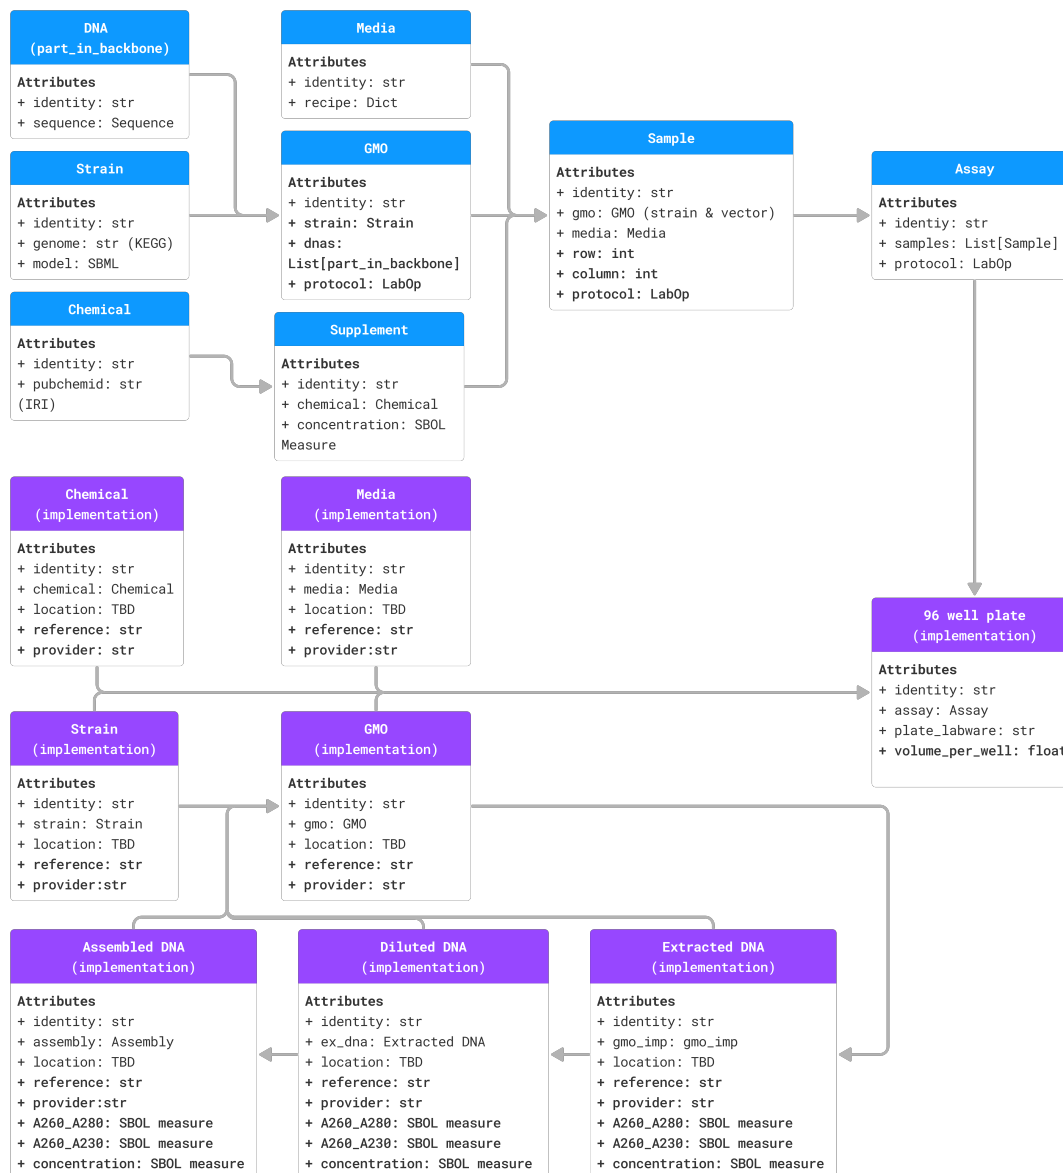 DNA
(part_in_backbone)
Attributes
+ identity: str
+ sequence: Sequence
Strain
Attributes
+ identity: str
+ genome: str (KEGG)
+ model: SBML
Chemical
Attributes
+ identity: str
+ pubchemid: str
(IRI)
Media
Attributes
+ identity: str
+ recipe: Dict
GMO
Attributes
+ identity: str
+ strain: Strain
+ dnas:
List[part_in_backbone]
+ protocol: LabOp
Supplement
Attributes
+ identity: str
+ chemical: Chemical
+ concentration: SBOL
Measure
Sample
Attributes
+ identity: str
+ gmo: GMO (strain & vector)
+ media: Media
+ row: int
+ column: int
+ protocol: LabOp
Assay
Attributes
+ identiy: str
+ samples: List[Sample]
+ protocol: LabOp
Chemical
(implementation)
Attributes
+ identity: str
+ chemical: Chemical
+ location: TBD
+ reference: str
+ provider: str
Media
(implementation)
Attributes
+ identity: str
+ media: Media
+ location: TBD
+ reference: str
+ provider:str
96 well plate
(implementation)
Attributes
+ identity: str
+ assay: Assay
+ plate_labware: str
+ volume_per_well: float
Strain
(implementation)
Attributes
+ identity: str
+ strain: Strain
+ location: TBD
+ reference: str
+ provider:str
GMO
(implementation)
Attributes
+ identity: str
+ gmo: GMO
+ location: TBD
+ reference: str
+ provider: str
Assembled DNA
(implementation)
Attributes
+ identity: str
+ assembly: Assembly
+ location: TBD
+ reference: str
+ provider:str
+ A260_A280: SBOL measure
+ A260_A230: SBOL measure
+ concentration: SBOL measure
Diluted DNA
(implementation)
Attributes
+ identity: str
+ ex_dna: Extracted DNA
+ location: TBD
+ reference: str
+ provider: str
+ A260_A280: SBOL measure
+ A260_A230: SBOL measure
+ concentration: SBOL measure
Extracted DNA
(implementation)
Attributes
+ identity: str
+ gmo_imp: gmo_imp
+ location: TBD
+ reference: str
+ provider: str
+ A260_A280: SBOL measure
+ A260_A230: SBOL measure
+ concentration: SBOL measure